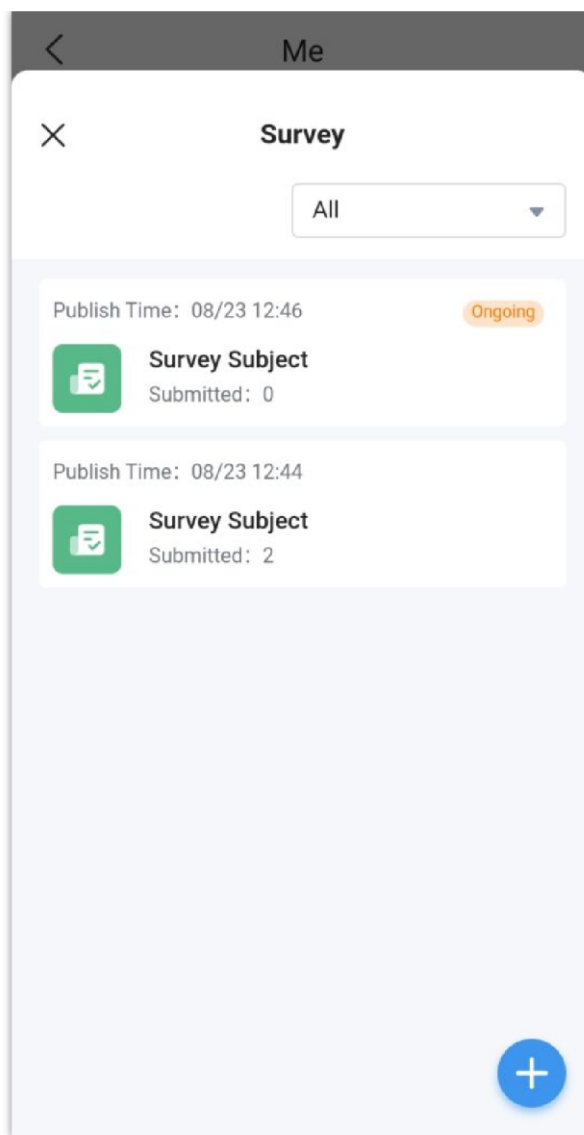 Me
Survey
All
Publish Time：08/23 12:46 Ongoing
Survey Subject
Submitted：0
Publish Time：08/23 12:44
Survey Subject
Submitted：2